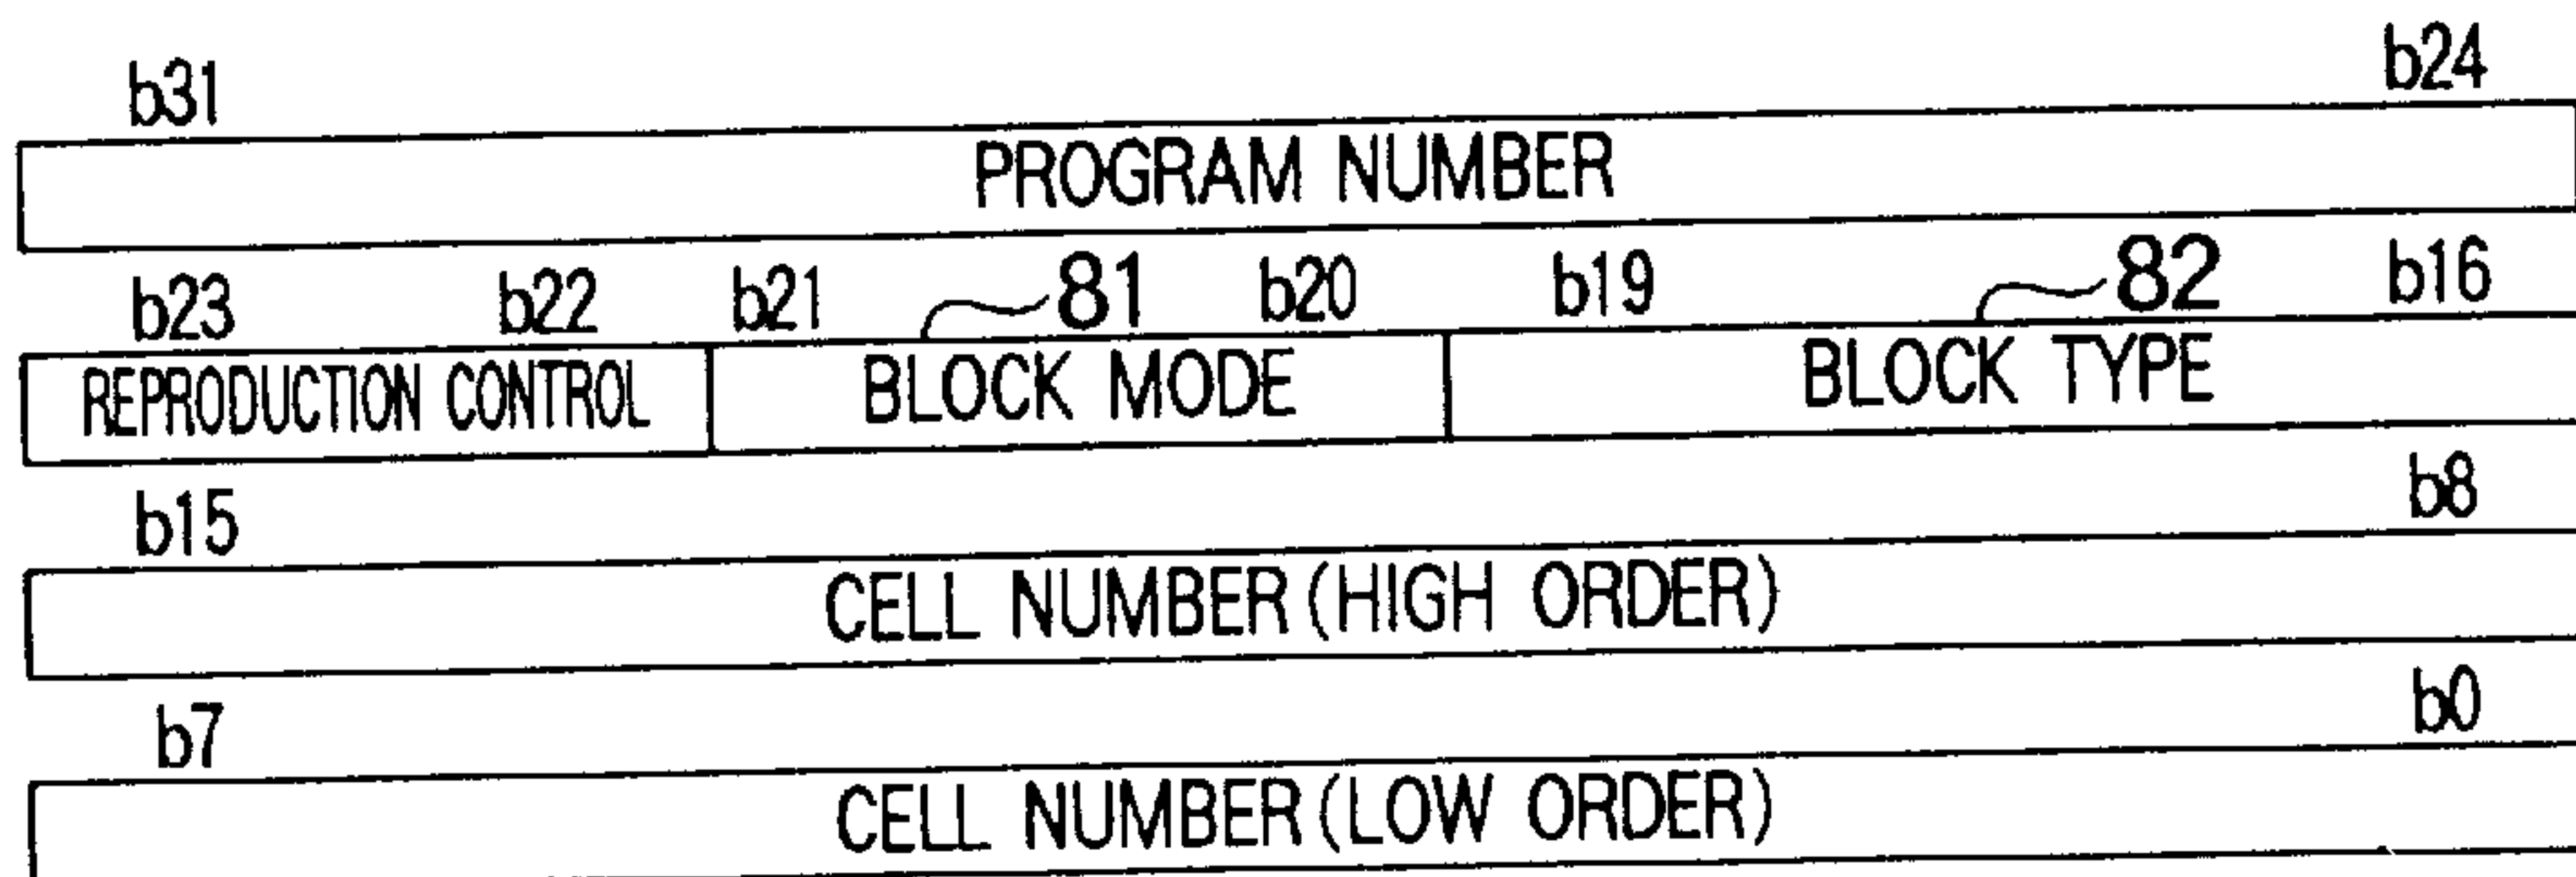 b31 b24
PROGRAM NUMBER
b23 b22 b21 81 b20 b19 82 b16
REPRODUCTION CONTROL BLOCK MODE BLOCK TYPE
b15 b8
CELL NUMBER (HIGH ORDER)
b7 b0
CELL NUMBER (LOW ORDER)